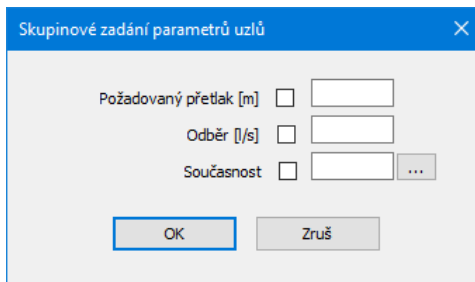 Skupinové zadání parametrů uzlů
Požadovaný přetlak [m]
Odběr [l/s]
Současnost ...
OK Zruš